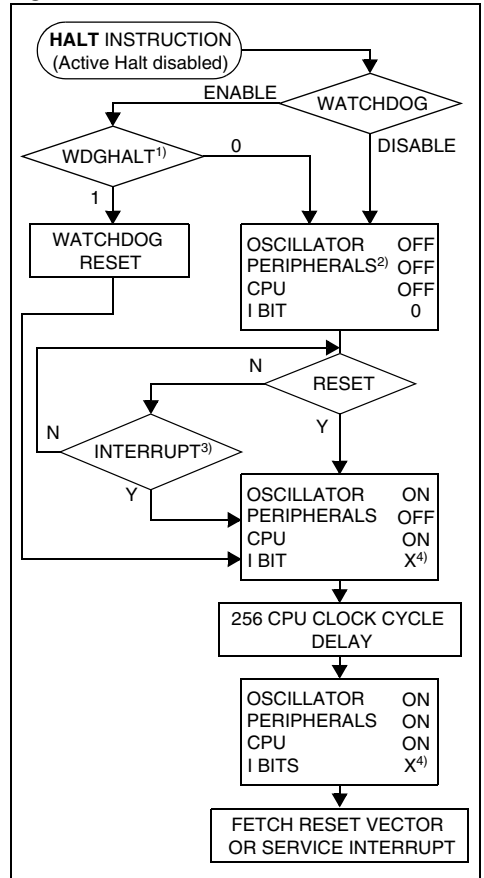 HALT INSTRUCTION
(Active Halt disabled)
ENABLE
WATCHDOG
WDGHALT1)
0
DISABLE
1
WATCHDOG
RESET
OSCILLATOR OFF
PERIPHERALS2) OFF
CPU OFF
I BIT 0
N
RESET
N
INTERRUPT3)
Y
Y
OSCILLATOR ON
PERIPHERALS OFF
CPU ON
I BIT X4)
256 CPU CLOCK CYCLE
DELAY
OSCILLATOR ON
PERIPHERALS ON
CPU ON
I BITS X4)
FETCH RESET VECTOR
OR SERVICE INTERRUPT